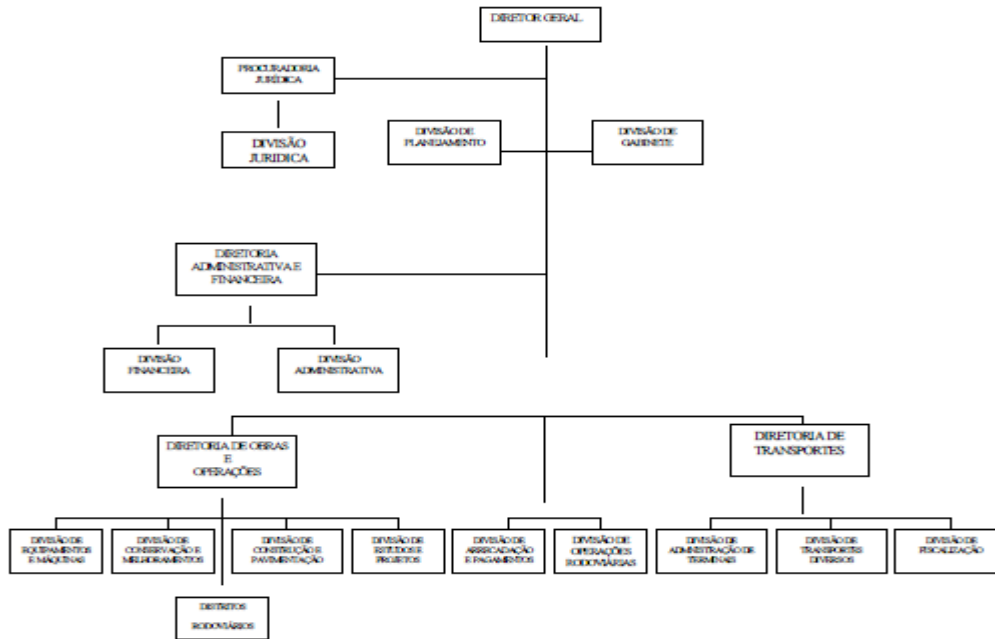 DIRETOR GERAL
PROCURADORIA
JURÍDICA
DIVISÃO
JURIDICA
DIVISÃO DE
PLANEJAMENTO
DIVISÃO DE
GABINETE
DIRETORIA
ADMINISTRATIVA E
FINANCEIRA
DIVISÃO
FINANCEIRA
DIVISÃO
ADMINISTRATIVA
DIRETORIA DE OBRAS
E
OPERAÇÕES
DIRETORIA DE
TRANSPORTES
DIVISÃO DE
EQUIPAMENTOS
E MÁQUINAS
DIVISÃO DE
CONSERVAÇÃO E
MELHORAMENTOS
DIVISÃO DE
CONSTRUÇÃO E
PAVIMENTAÇÃO
DIVISÃO DE
ESTUDOS E
PROJETOS
DIVISÃO DE
ARRECADAÇÃO
E PAGAMENTOS
DIVISÃO DE
OPERAÇÕES
RODOVIÁRIAS
DIVISÃO DE
ADMINISTRAÇÃO DE
TERMINAIS
DIVISÃO DE
TRANSPORTES
DIVERSOS
DIVISÃO DE
FISCALIZAÇÃO
DISTRITOS
RODOVIÁRIOS